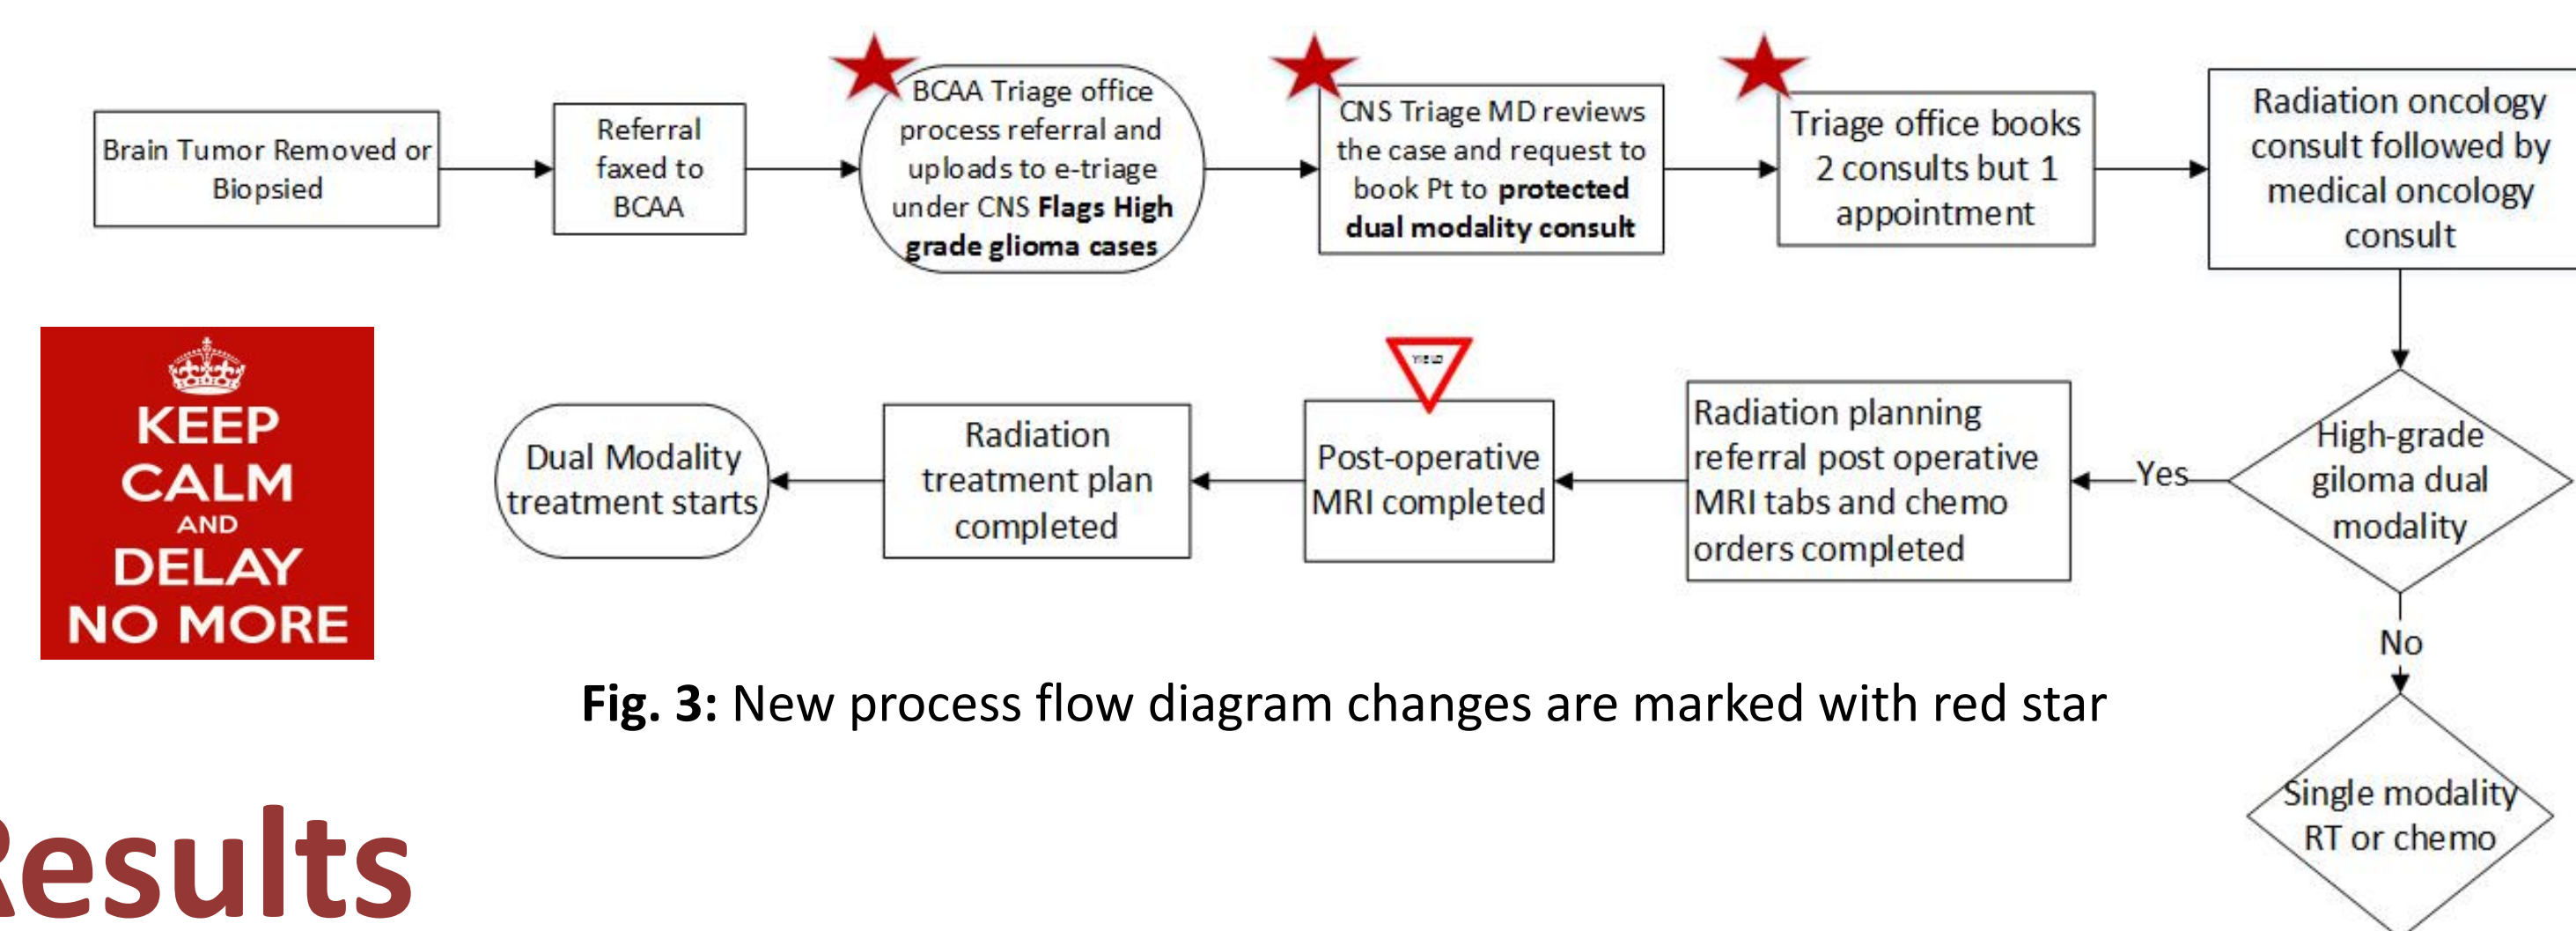 Brain Tumor Removed or
Biopsied
Referral
faxed to
BCAA
BCAA Triage office
process referral and
uploads to e-triage
under CNS Flags High
grade glioma cases
CNS Triage MD reviews
the case and request to
book Pt to protected
dual modality consult
Triage office books
2 consults but 1
appointment
Radiation oncology
consult followed by
medical oncology
consult
High-grade
giloma dual
modality
Yes
Radiation planning
referral post operative
MRI tabs and chemo
orders completed
YIELD
Post-operative
MRI completed
Radiation
treatment plan
completed
Dual Modality
treatment starts
No
Single modality
RT or chemo
KEEP
CALM
AND
DELAY
NO MORE
Fig. 3: New process flow diagram changes are marked with red star
Results